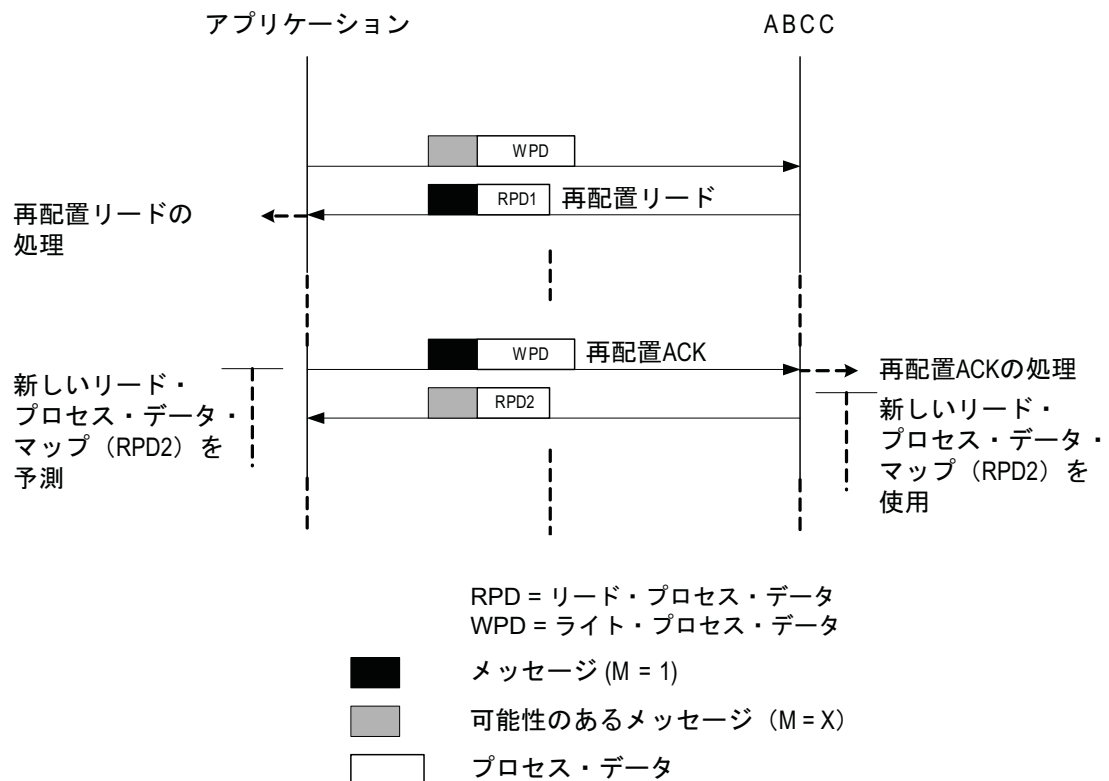 アプリケーション
ABCC
WPD
RPD1
再配置リード
再配置リードの
処理
WPD
再配置ACK
再配置ACKの処理
RPD2
新しいリード・
プロセス・データ・
マップ（RPD2）を
予測
新しいリード・
プロセス・データ・
マップ（RPD2）を
使用
RPD = リード・プロセス・データ
WPD = ライト・プロセス・データ
メッセージ (M = 1)
可能性のあるメッセージ（M = X）
プロセス・データ